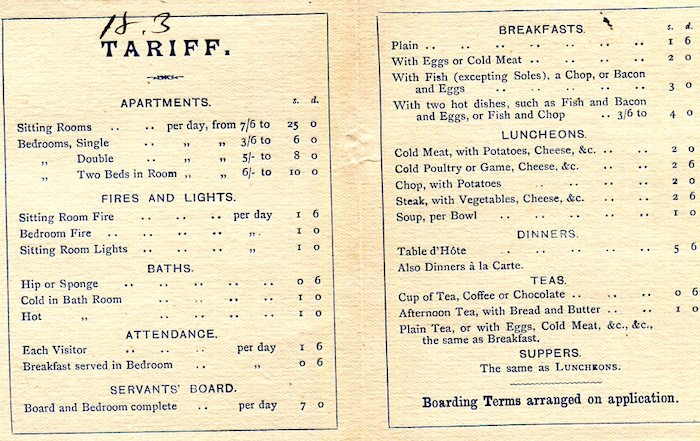 18.3
TARIFF.
APARTMENTS. s. d.
Sitting Rooms .. .. per day, from 7/6 to 25 0
Bedrooms, Single „ „ 3/6 to 6 0
„ Double .. „ „ 5/- to 8 0
„ Two Beds in Room „ „ 6/- to 10 0
FIRES AND LIGHTS.
Sitting Room Fire .. .. .. per day 1 6
Bedroom Fire .. .. .. .. „ 1 0
Sitting Room Lights .. .. .. „ 1 0
BATHS.
Hip or Sponge .. .. .. .. .. 0 6
Cold in Bath Room .. .. .. .. 1 0
Hot „ .. .. .. .. 1 0
ATTENDANCE.
Each Visitor .. .. .. per day 1 6
Breakfast served in Bedroom .. „ 0 6
SERVANTS' BOARD.
Board and Bedroom complete .. per day 7 0
BREAKFASTS. s. d.
Plain .. .. .. .. .. .. .. 1 6
With Eggs or Cold Meat .. .. .. .. 2 0
With Fish (excepting Soles), a Chop, or Bacon
and Eggs .. .. .. .. .. 3 0
With two hot dishes, such as Fish and Bacon
and Eggs, or Fish and Chop .. 3/6 to 4 0
LUNCHEONS.
Cold Meat, with Potatoes, Cheese, &c. .. .. 2 0
Cold Poultry or Game, Cheese, &c. .. .. 2 6
Chop, with Potatoes .. .. .. .. 2 0
Steak, with Vegetables, Cheese, &c. .. .. 2 6
Soup, per Bowl .. .. .. .. .. 1 0
DINNERS.
Table d'Hôte .. .. .. .. .. 5 6
Also Dinners à la Carte.
TEAS.
Cup of Tea, Coffee or Chocolate .. .. .. 0 6
Afternoon Tea, with Bread and Butter .. .. 1 0
Plain Tea, or with Eggs, Cold Meat, &c., &c.,
the same as Breakfast.
SUPPERS.
The same as LUNCHEONS.
Boarding Terms arranged on application.